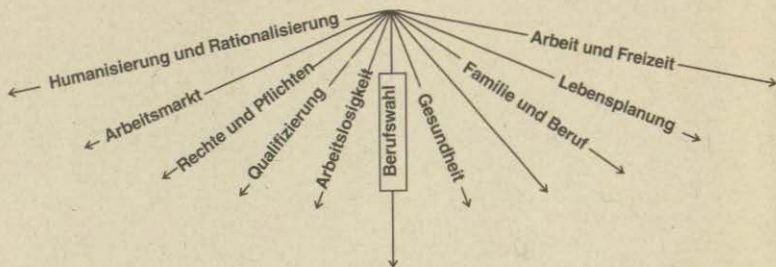 Humanisierung und Rationalisierung
Arbeitsmarkt
Rechte und Pflichten
Qualifizierung
Arbeitslosigkeit
Berufswahl
Gesundheit
Familie und Beruf
Lebensplanung
Arbeit und Freizeit